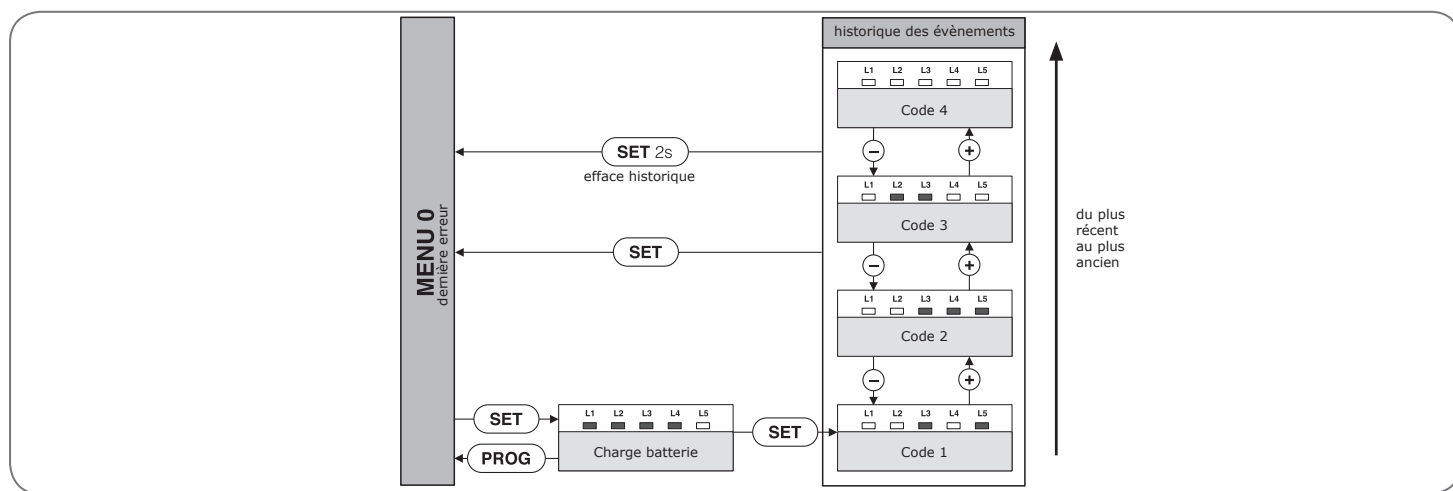 historique des évènements
L1 L2 L3 L4 L5
Code 4
SET 2s
efface historique
−
+
L1 L2 L3 L4 L5
Code 3
MENU 0
dernière erreur
SET
−
+
du plus
récent
au plus
ancien
L1 L2 L3 L4 L5
Code 2
−
+
SET
L1 L2 L3 L4 L5
Charge batterie
PROG
SET
L1 L2 L3 L4 L5
Code 1